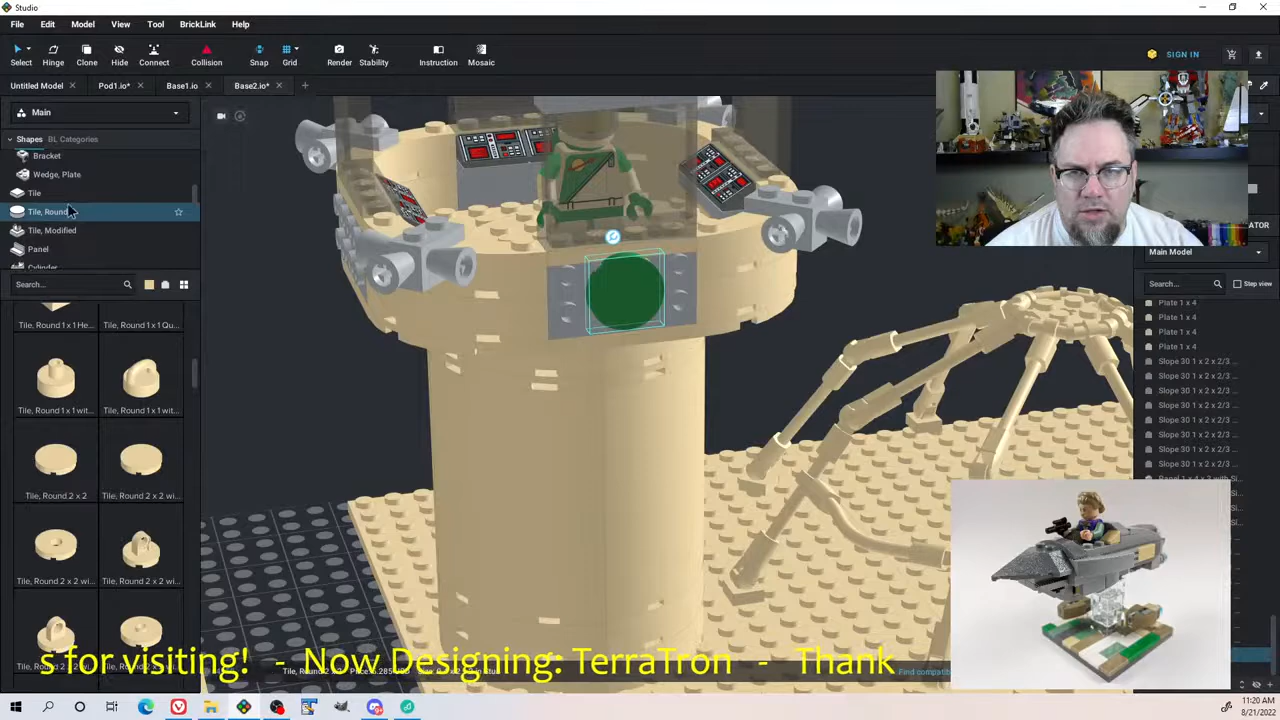 Studio
File Edit Model View Tool BrickLink Help
Select Hinge Clone Hide Connect Collision Snap Grid Render Stability Instruction Mosaic
SIGN IN
Untitled Model Pod1.io* Base1.io Base2.io*
Main
Shapes BL Categories
Bracket
Wedge, Plate
Tile
Tile, Round
Tile, Modified
Panel
Cylinder
Search...
Tile, Round 1 x 1 He... Tile, Round 1 x 1 Qu...
Tile, Round 1 x 1 wit... Tile, Round 1 x 1 wit...
Tile, Round 2 x 2 Tile, Round 2 x 2 wi...
Tile, Round 2 x 2 wi... Tile, Round 2 x 2 wi...
Main Model
Search... Step view
Plate 1 x 4
Plate 1 x 4
Plate 1 x 4
Plate 1 x 4
Slope 30 1 x 2 x 2/3 ...
Slope 30 1 x 2 x 2/3 ...
Slope 30 1 x 2 x 2/3 ...
Slope 30 1 x 2 x 2/3 ...
Slope 30 1 x 2 x 2/3 ...
Slope 30 1 x 2 x 2/3 ...
Slope 30 1 x 2 x 2/3 ...
Slope 30 1 x 2 x 2/3 ...
s for visiting! - Now Designing: TerraTron - Thank
11:20 AM
8/21/2022